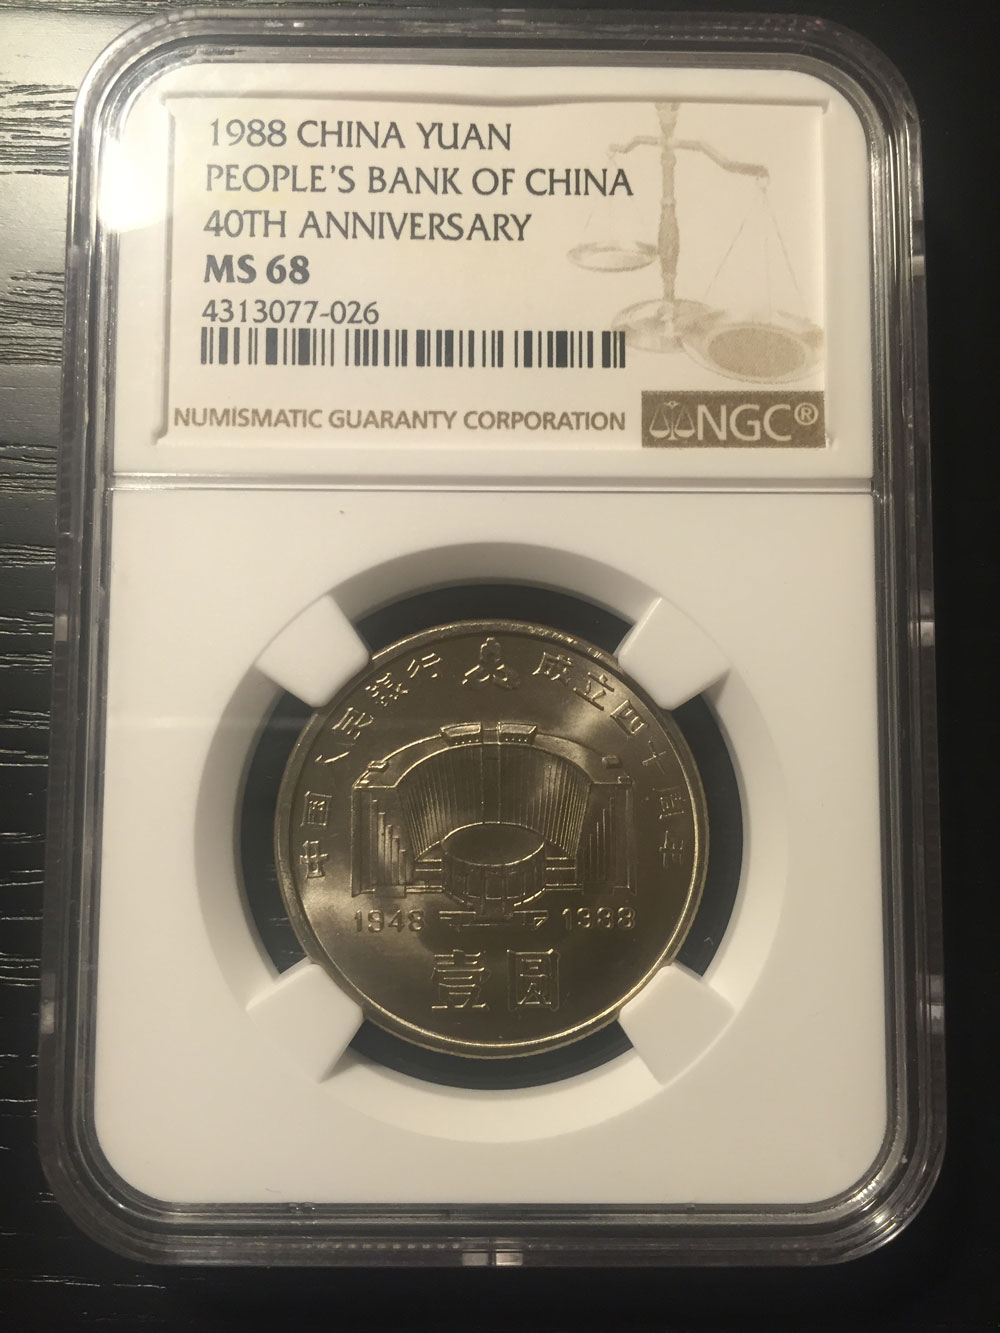 1988 CHINA YUAN
PEOPLE'S BANK OF CHINA
40TH ANNIVERSARY
MS 68
4313077-026
NUMISMATIC GUARANTY CORPORATION
NGC®
中国人民银行 成立四十周年
1948 1988
壹圆